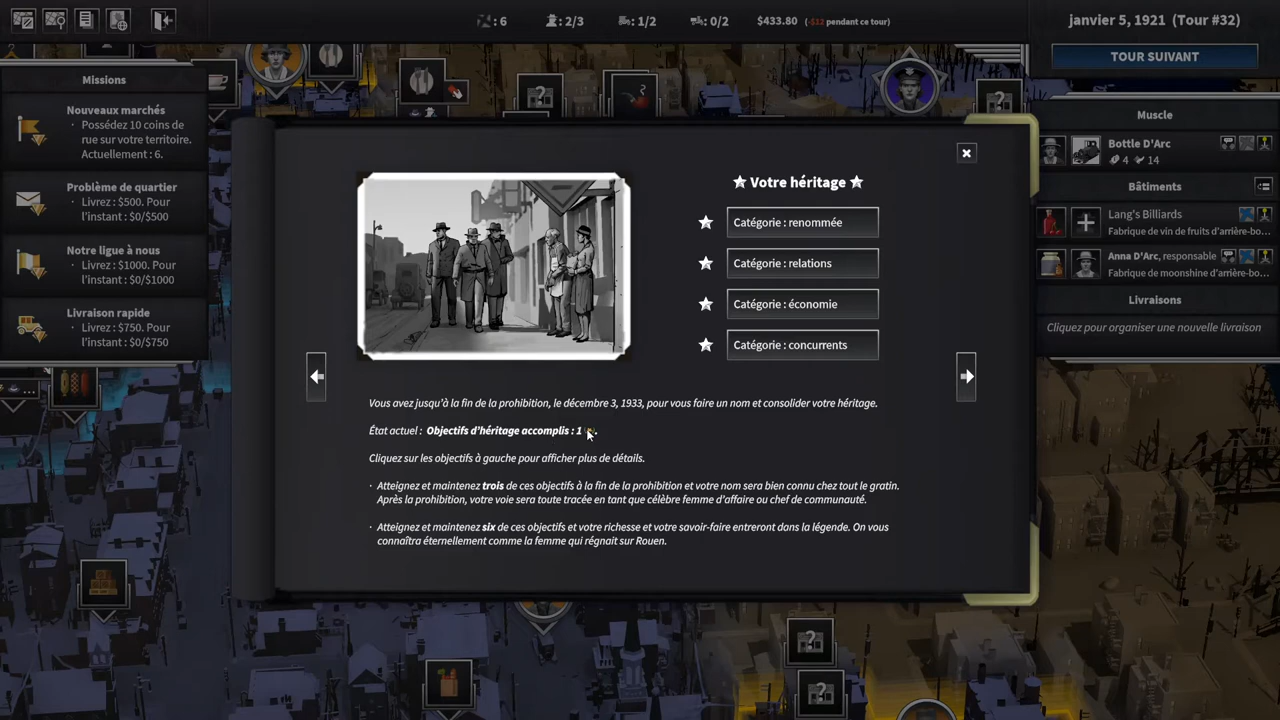 : 6
: 2/3
: 1/2
: 0/2
$433.80 (-$12 pendant ce tour)
janvier 5, 1921 (Tour #32)
TOUR SUIVANT
Missions
Nouveaux marchés
· Possédez 10 coins de
rue sur votre territoire.
Actuellement : 6.
Problème de quartier
· Livrez : $500. Pour
l'instant : $0/$500
Notre ligue à nous
· Livrez : $1000. Pour
l'instant : $0/$1000
Livraison rapide
· Livrez : $750. Pour
l'instant : $0/$750
Votre héritage
Catégorie : renommée
Catégorie : relations
Catégorie : économie
Catégorie : concurrents
Vous avez jusqu'à la fin de la prohibition, le décembre 3, 1933, pour vous faire un nom et consolider votre héritage.
État actuel : Objectifs d'héritage accomplis : 1
Cliquez sur les objectifs à gauche pour afficher plus de détails.
· Atteignez et maintenez trois de ces objectifs à la fin de la prohibition et votre nom sera bien connu chez tout le gratin.
Après la prohibition, votre voie sera toute tracée en tant que célèbre femme d'affaire ou chef de communauté.
· Atteignez et maintenez six de ces objectifs et votre richesse et votre savoir-faire entreront dans la légende. On vous
connaîtra éternellement comme la femme qui régnait sur Rouen.
Muscle
Bottle D'Arc
4 14
Bâtiments
Lang's Billiards
Fabrique de vin de fruits d'arrière-bo...
Anna D'Arc, responsable
Fabrique de moonshine d'arrière-bo...
Livraisons
Cliquez pour organiser une nouvelle livraison